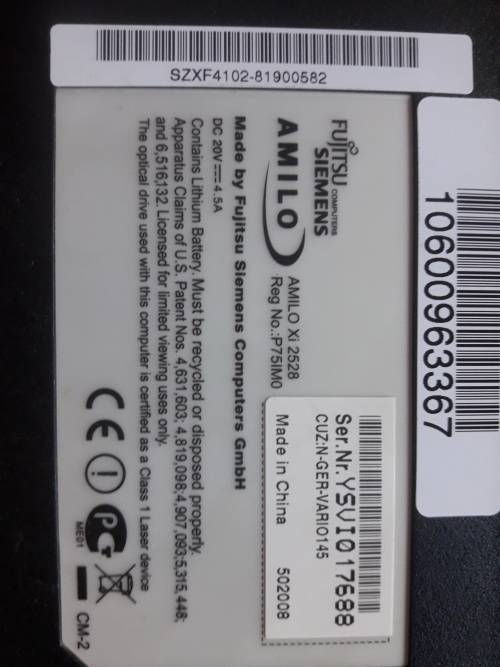 SZXF4102-81900582
10600963367
FUJITSU COMPUTERS
SIEMENS
AMILO
AMILO Xi 2528
Reg No.:P75IM0
Ser.Nr.YSVI017688
CUZ:N-GER-VARIO145
Made in China 502008
Made by Fujitsu Siemens Computers GmbH
DC 20V 4.5A
Contains Lithium Battery. Must be recycled or disposed properly.
Apparatus Claims of U.S. Patent Nos. 4,631,603; 4,819,098;4,907,093;5,315,448;
and 6,516,132. Licensed for limited viewing uses only.
The optical drive used with this computer is certified as a Class 1 Laser device
CE
ME01
CM-2